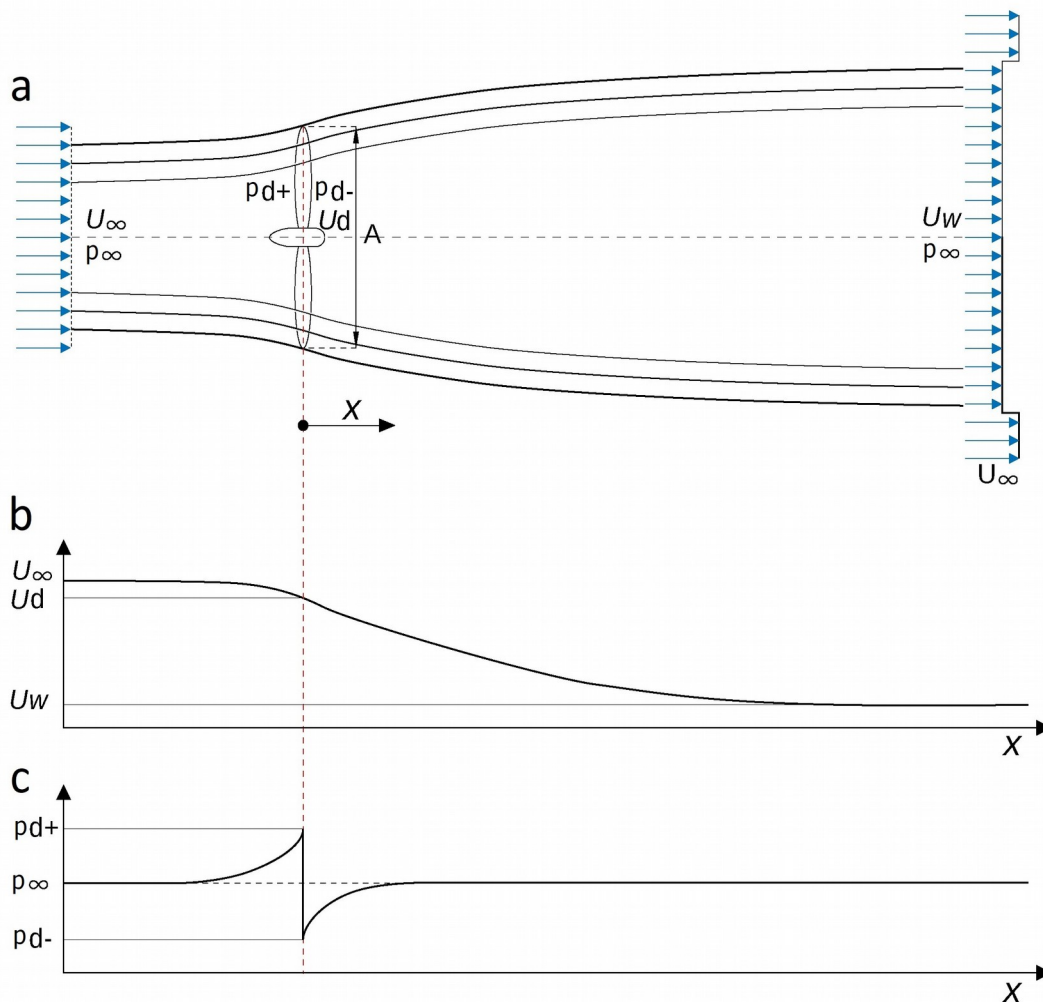 a
pd+ pd-
U∞ Ud Uw
p∞ A p∞
X
U∞
b
U∞
Ud
Uw
X
c
pd+
p∞
pd-
X